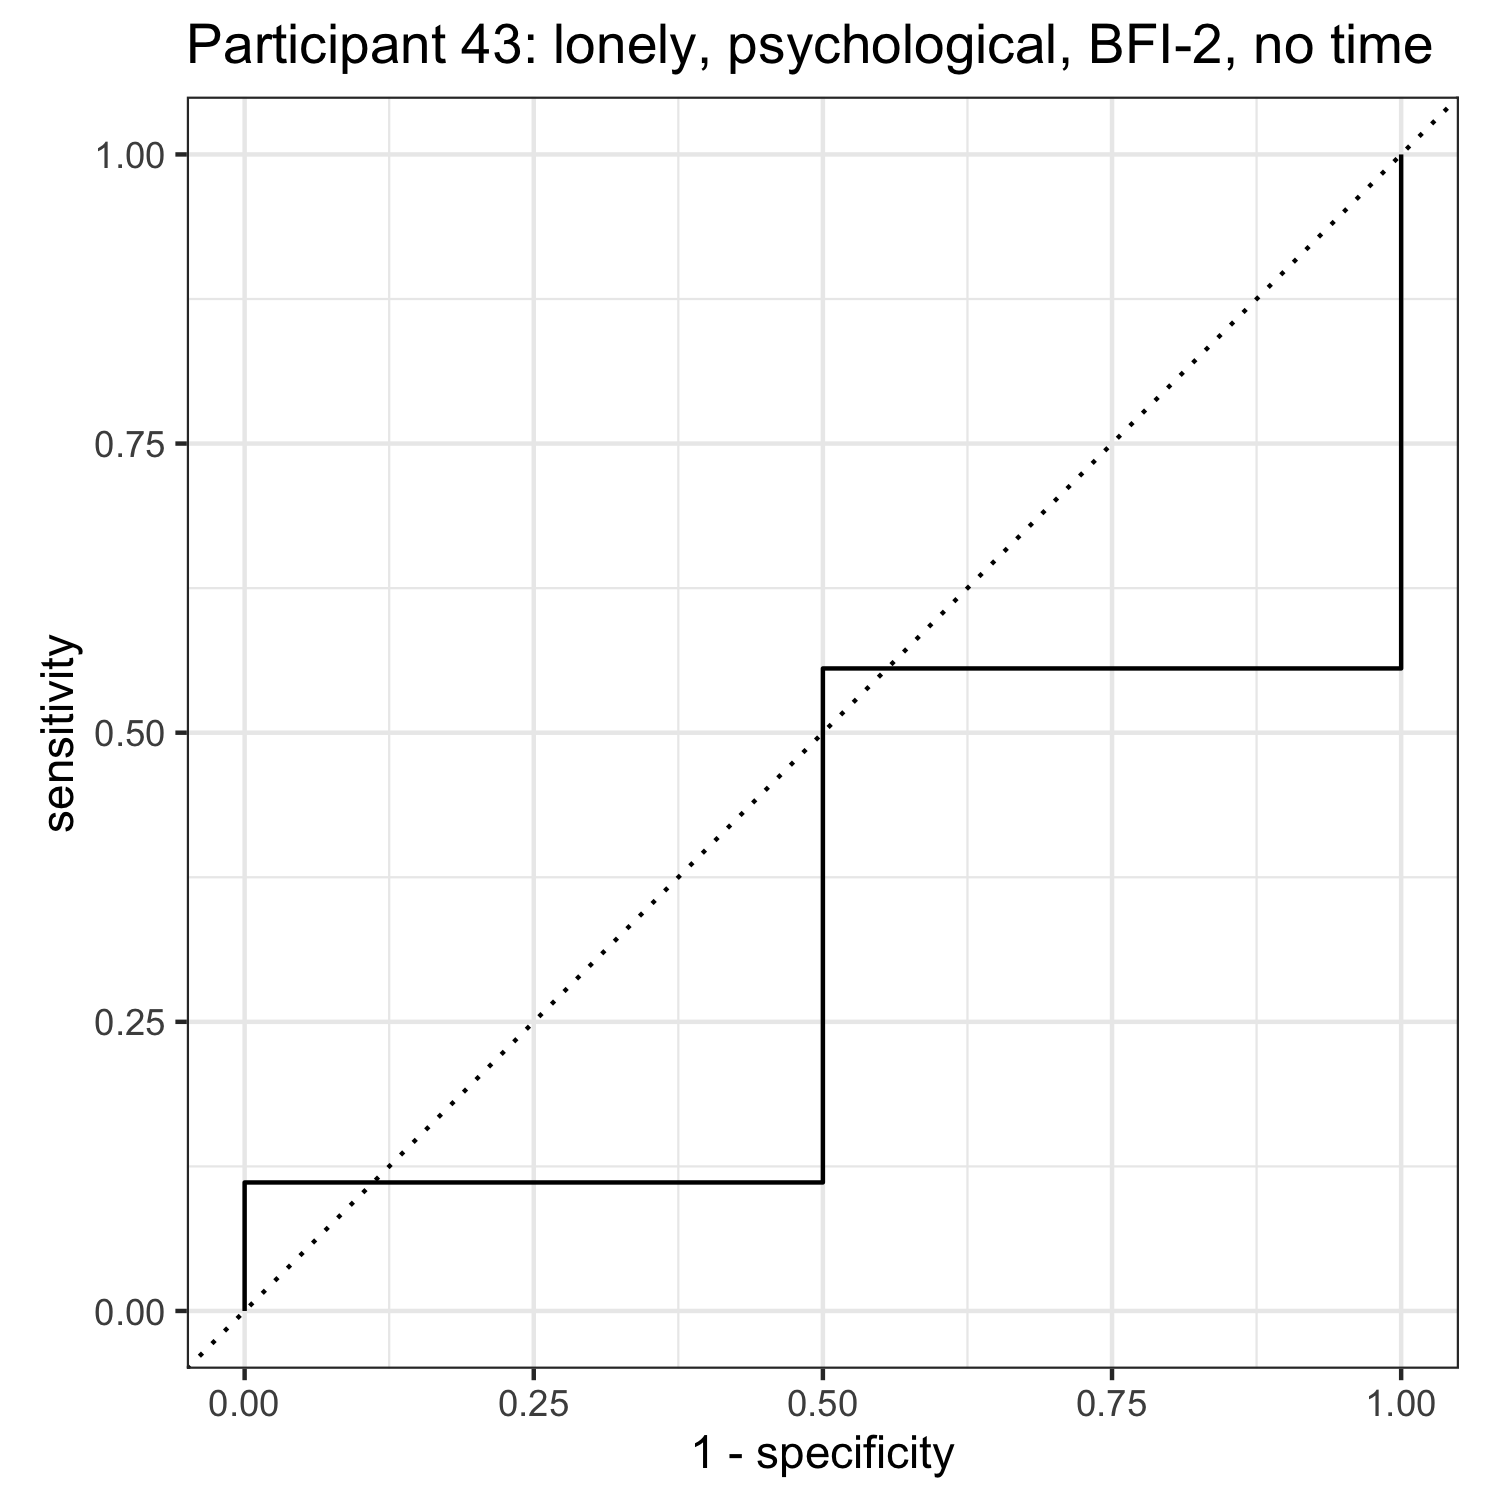 Participant 43: lonely, psychological, BFI-2, no time
1.00
0.75
0.50
0.25
0.00
sensitivity
0.00 0.25 0.50 0.75 1.00
1 - specificity